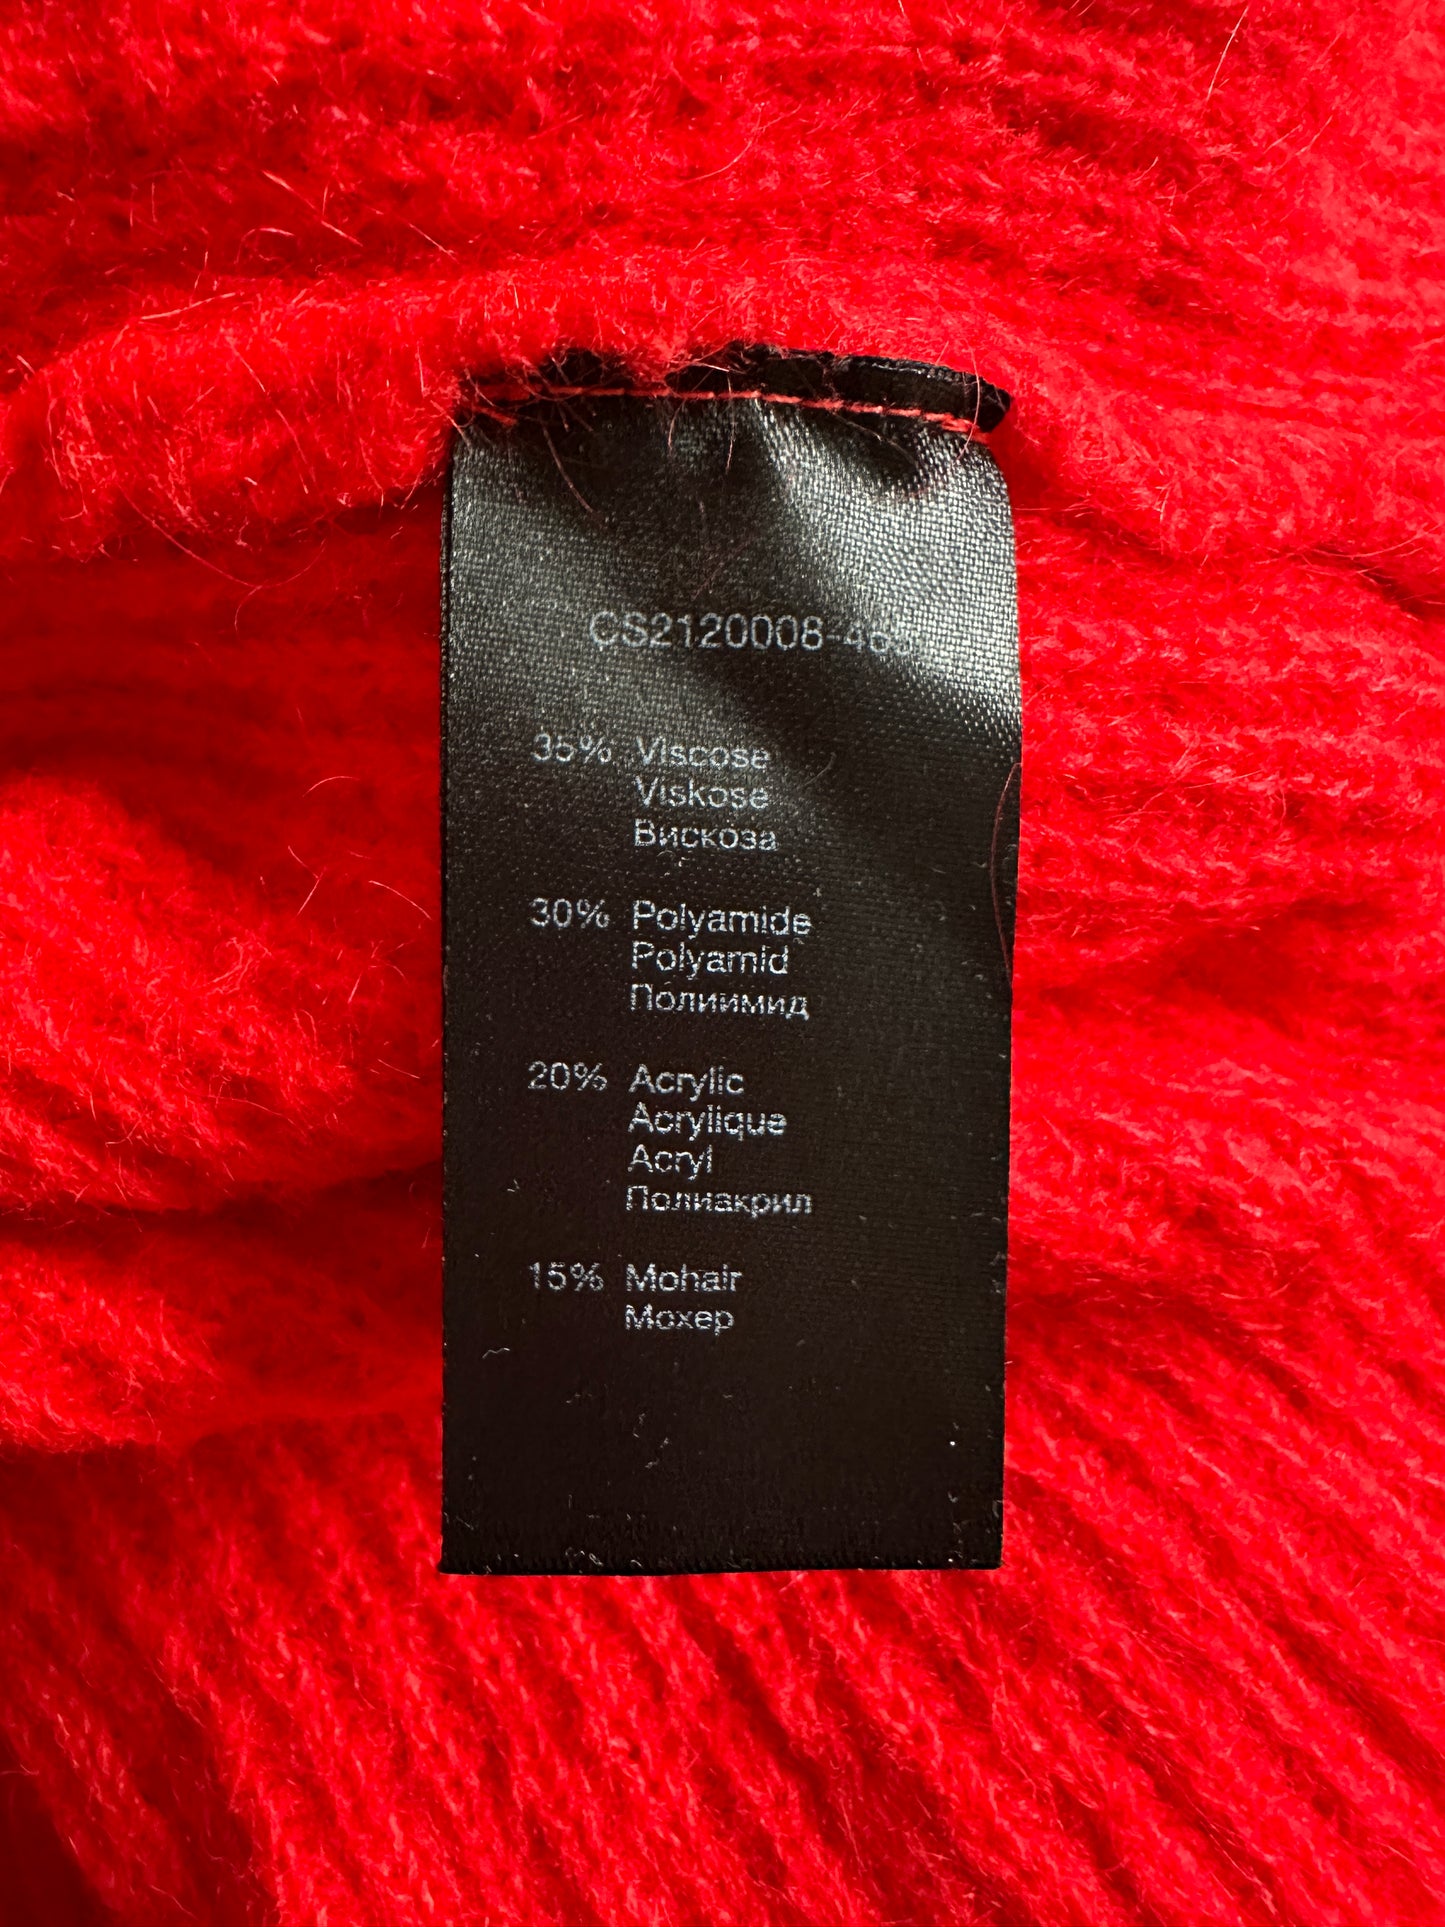 35% Viscose
Viskose
Вискоза
30% Polyamide
Polyamid
Полиимид
20% Acrylic
Acrylique
Acryl
Полиакрил
15% Mohair
Мохер